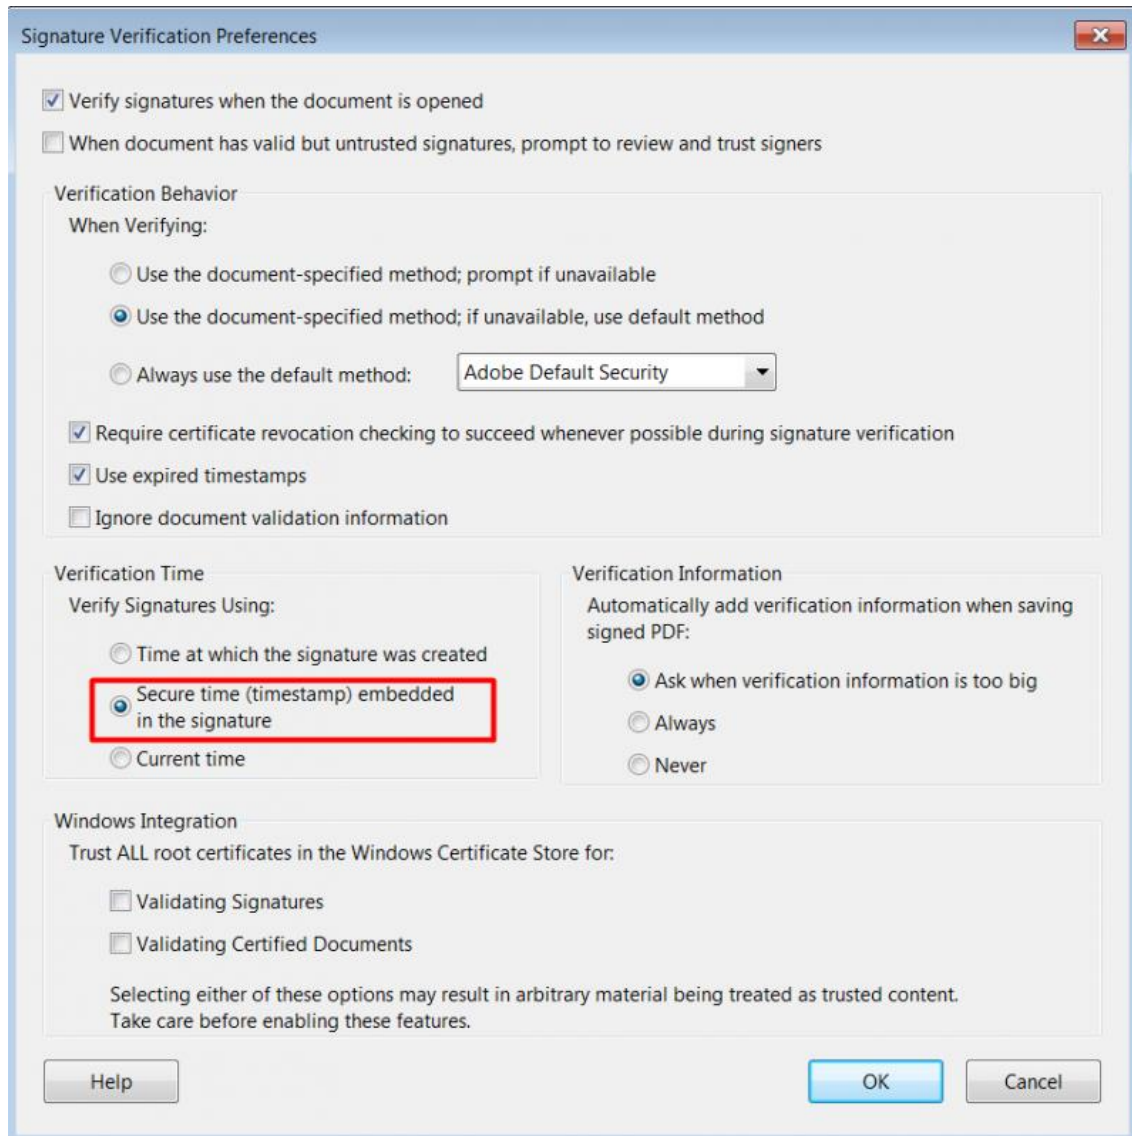 Signature Verification Preferences
Verify signatures when the document is opened
When document has valid but untrusted signatures, prompt to review and trust signers
Verification Behavior
When Verifying:
Use the document-specified method; prompt if unavailable
Use the document-specified method; if unavailable, use default method
Always use the default method: Adobe Default Security
Require certificate revocation checking to succeed whenever possible during signature verification
Use expired timestamps
Ignore document validation information
Verification Time
Verify Signatures Using:
Time at which the signature was created
Secure time (timestamp) embedded
in the signature
Current time
Verification Information
Automatically add verification information when saving
signed PDF:
Ask when verification information is too big
Always
Never
Windows Integration
Trust ALL root certificates in the Windows Certificate Store for:
Validating Signatures
Validating Certified Documents
Selecting either of these options may result in arbitrary material being treated as trusted content.
Take care before enabling these features.
Help OK Cancel